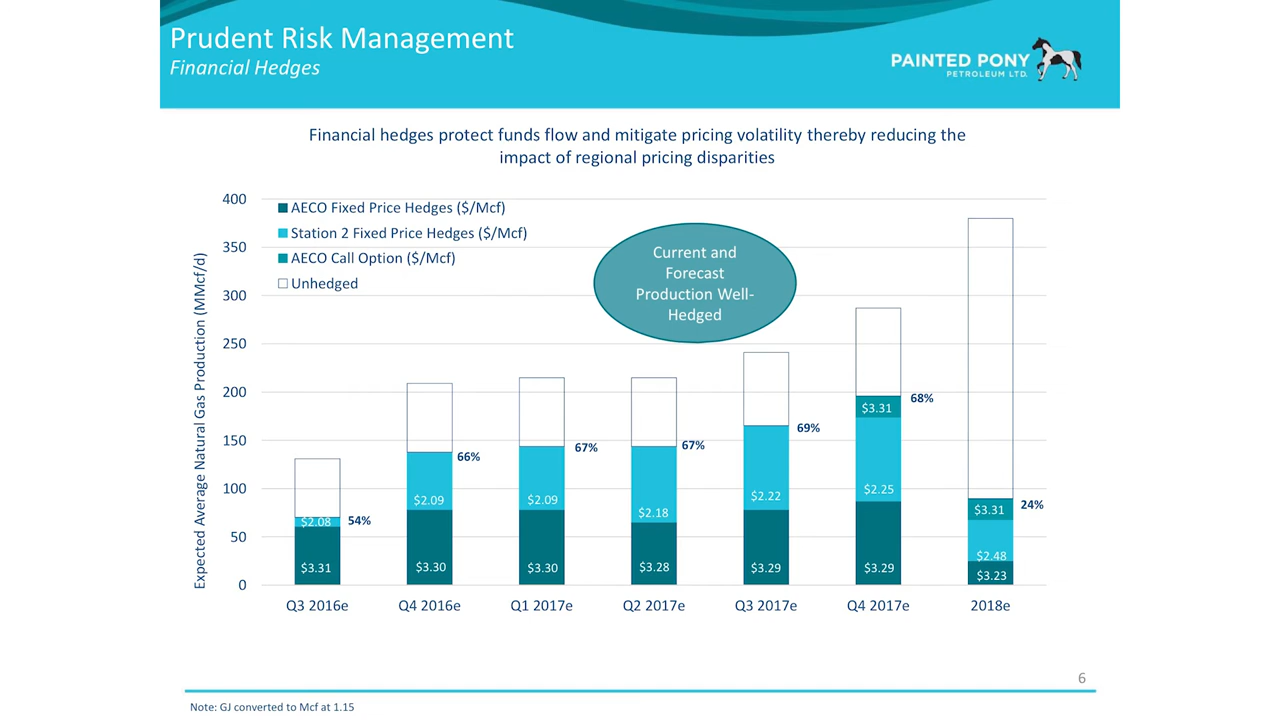 Prudent Risk Management
Financial Hedges
PAINTED PONY
PETROLEUM LTD.
Financial hedges protect funds flow and mitigate pricing volatility thereby reducing the
impact of regional pricing disparities
Expected Average Natural Gas Production (MMcf/d)
400
350
300
250
200
150
100
50
0
AECO Fixed Price Hedges ($/Mcf)
Station 2 Fixed Price Hedges ($/Mcf)
AECO Call Option ($/Mcf)
Unhedged
Current and
Forecast
Production Well-
Hedged
$2.08
54%
$3.31
66%
$2.09
$3.30
67%
$2.09
$3.30
67%
$2.18
$3.28
69%
$2.22
$3.29
68%
$3.31
$2.25
$3.29
24%
$3.31
$2.48
$3.23
Q3 2016e
Q4 2016e
Q1 2017e
Q2 2017e
Q3 2017e
Q4 2017e
2018e
6
Note: GJ converted to Mcf at 1.15